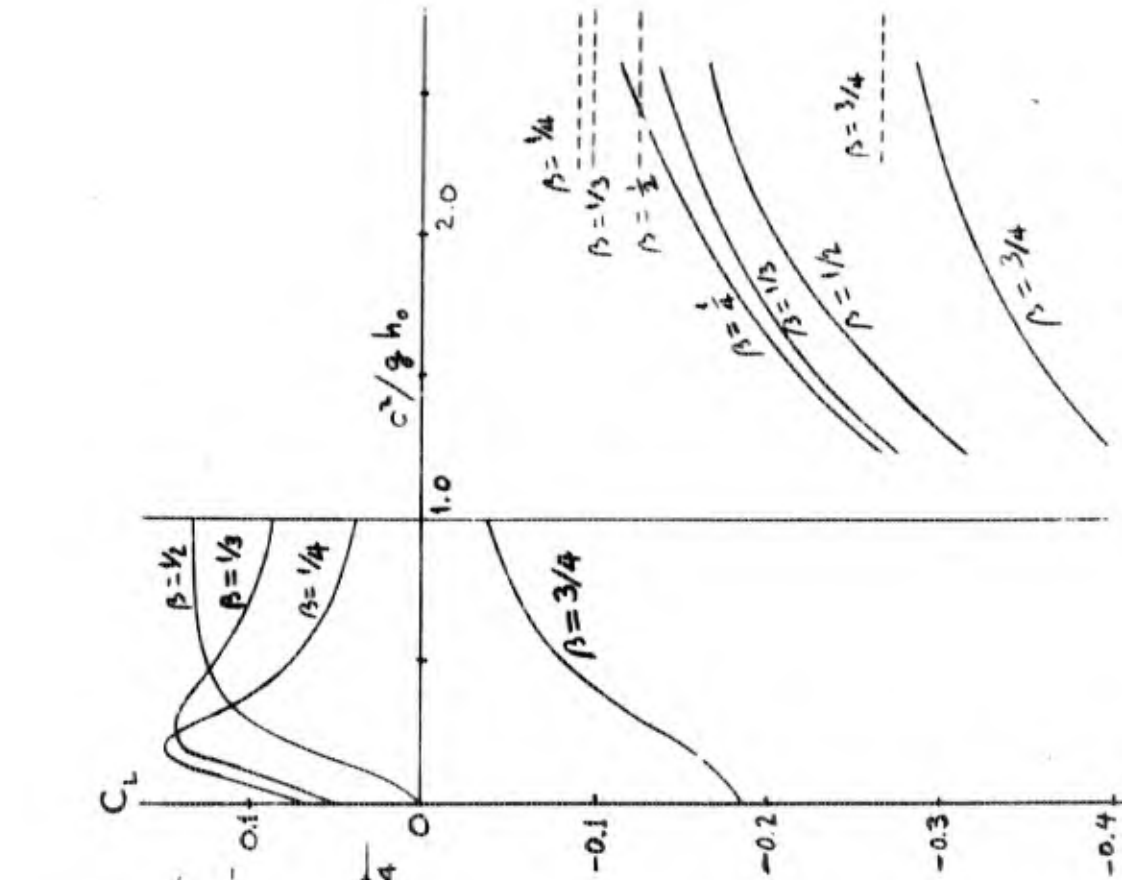 C_L
0.1
0
-0.1
-0.2
-0.3
-0.4
4
1.0
2.0
c²/g h₀
β=1/2
β=1/3
β=1/4
β=3/4
β=1/4
β=1/3
β=1/2
β=3/4
β=1/4
β=1/3
β=1/2
β=3/4